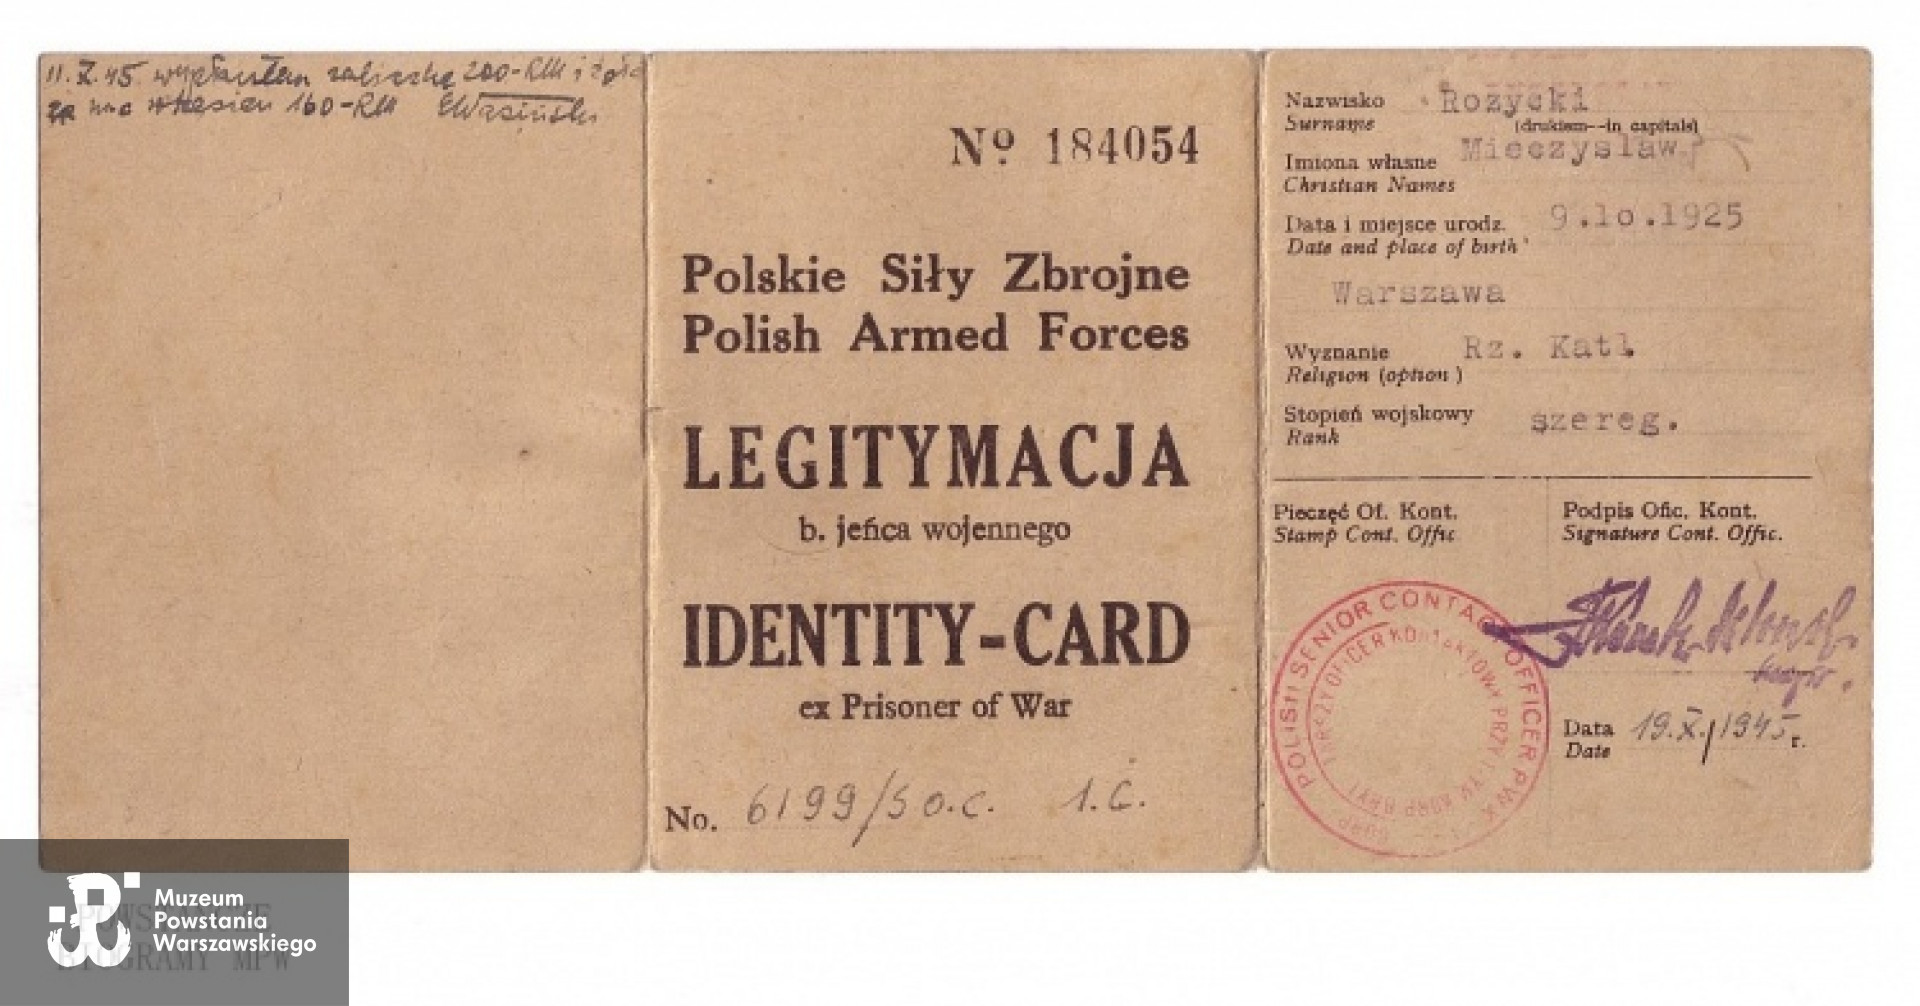 11.X.45 wypłaciłem zaliczkę 200-RM i żołd
za m-c wrzesień 160-RM
Nº 184054
Polskie Siły Zbrojne
Polish Armed Forces
LEGITYMACJA
b. jeńca wojennego
IDENTITY-CARD
ex Prisoner of War
No. 6199/S O.C. 1.C.
Nazwisko Rozycki
Surname (drukiem—in capitals)
Imiona własne Mieczyslaw
Christian Names
Data i miejsce urodz. 9.1o.1925
Date and place of birth
Warszawa
Wyznanie Rz. Katl.
Religion (option)
Stopień wojskowy szereg.
Rank
Pieczęć Of. Kont.
Stamp Cont. Offic
Podpis Ofic. Kont.
Signature Cont. Offic.
POLISH SENIOR CONTACT OFFICER
Data 19.X.1945 r.
Date
Muzeum
Powstania
Warszawskiego
POWSTAŃCZE
BIOGRAMY MPW